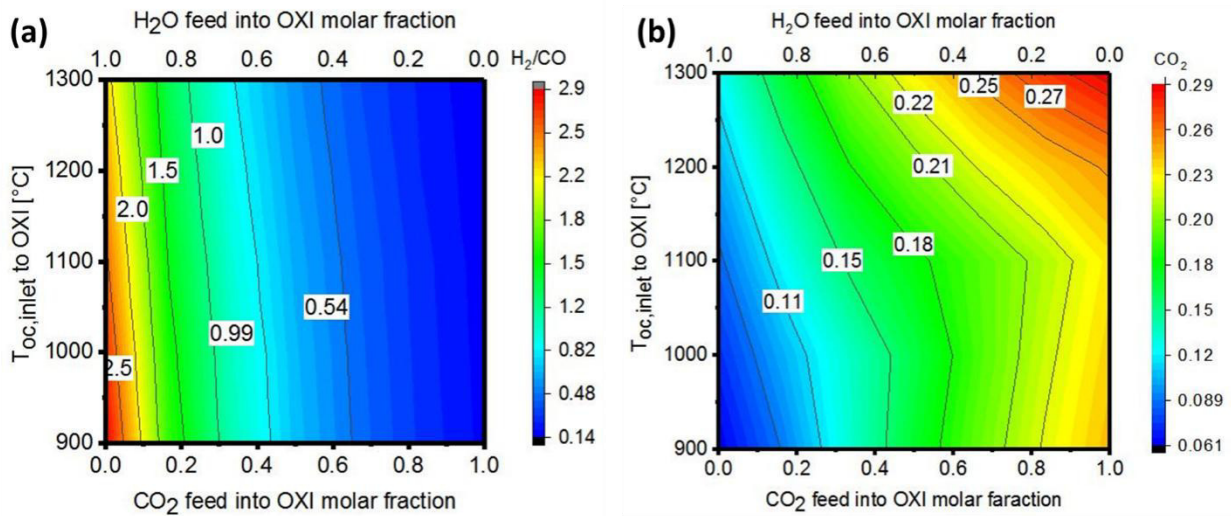 (a)
H₂O feed into OXI molar fraction
1.0 0.8 0.6 0.4 0.2 0.0
H₂/CO
Toc,inlet to OXI [°C]
1300
1200
1100
1000
900
1.0
1.5
2.0
0.54
0.99
2.5
0.0 0.2 0.4 0.6 0.8 1.0
CO₂ feed into OXI molar fraction
2.9
2.5
2.2
1.8
1.5
1.2
0.82
0.48
0.14
(b)
H₂O feed into OXI molar fraction
1.0 0.8 0.6 0.4 0.2 0.0
CO₂
Toc,inlet to OXI [°C]
1300
1200
1100
1000
900
0.25
0.27
0.22
0.21
0.18
0.15
0.11
0.0 0.2 0.4 0.6 0.8 1.0
CO₂ feed into OXI molar faraction
0.29
0.26
0.23
0.20
0.18
0.15
0.12
0.089
0.061